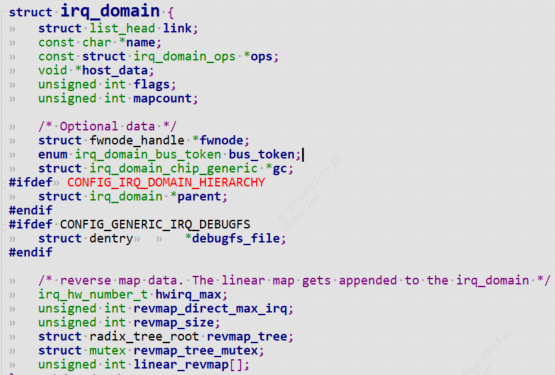 struct irq_domain {
struct list_head link;
const char *name;
const struct irq_domain_ops *ops;
void *host_data;
unsigned int flags;
unsigned int mapcount;
/* Optional data */
struct fwnode_handle *fwnode;
enum irq_domain_bus_token bus_token;
struct irq_domain_chip_generic *gc;
#ifdef CONFIG_IRQ_DOMAIN_HIERARCHY
struct irq_domain *parent;
#endif
#ifdef CONFIG_GENERIC_IRQ_DEBUGFS
struct dentry *debugfs_file;
#endif
/* reverse map data. The linear map gets appended to the irq_domain */
irq_hw_number_t hwirq_max;
unsigned int revmap_direct_max_irq;
unsigned int revmap_size;
struct radix_tree_root revmap_tree;
struct mutex revmap_tree_mutex;
unsigned int linear_revmap[];